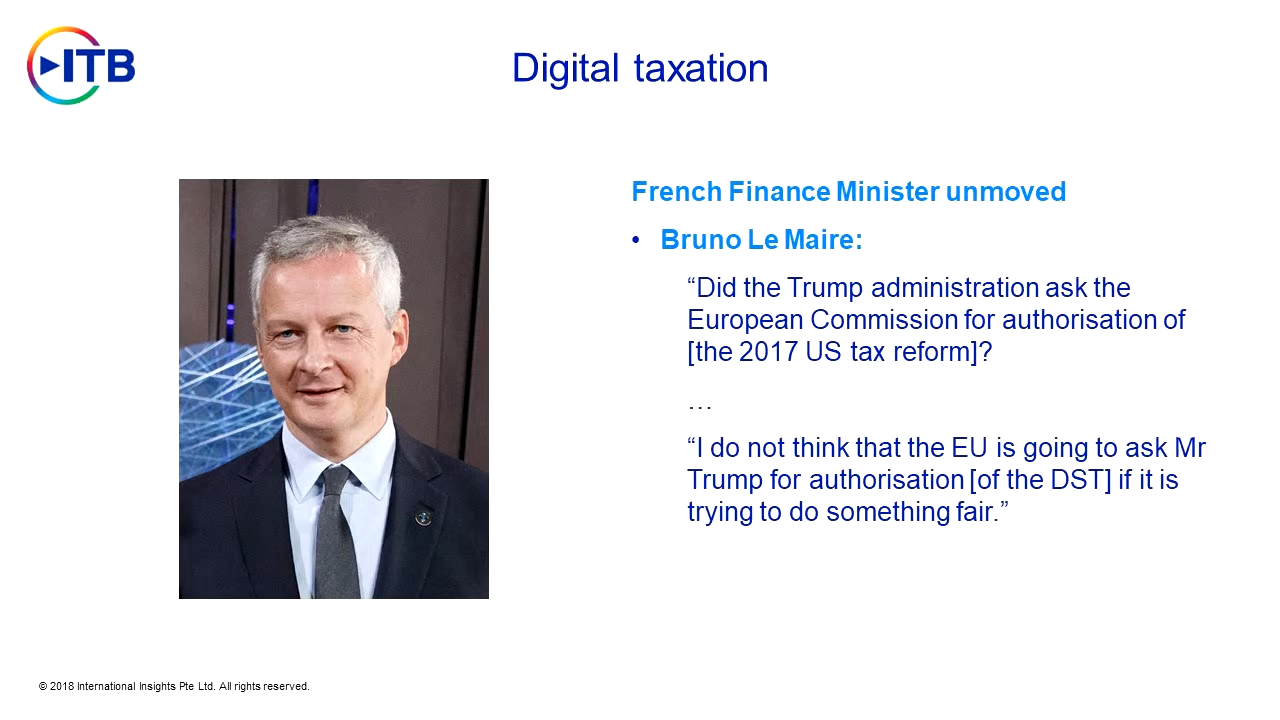 ITB
Digital taxation
French Finance Minister unmoved
• Bruno Le Maire:
“Did the Trump administration ask the
European Commission for authorisation of
[the 2017 US tax reform]?
…
“I do not think that the EU is going to ask Mr
Trump for authorisation [of the DST] if it is
trying to do something fair.”
© 2018 International Insights Pte Ltd. All rights reserved.